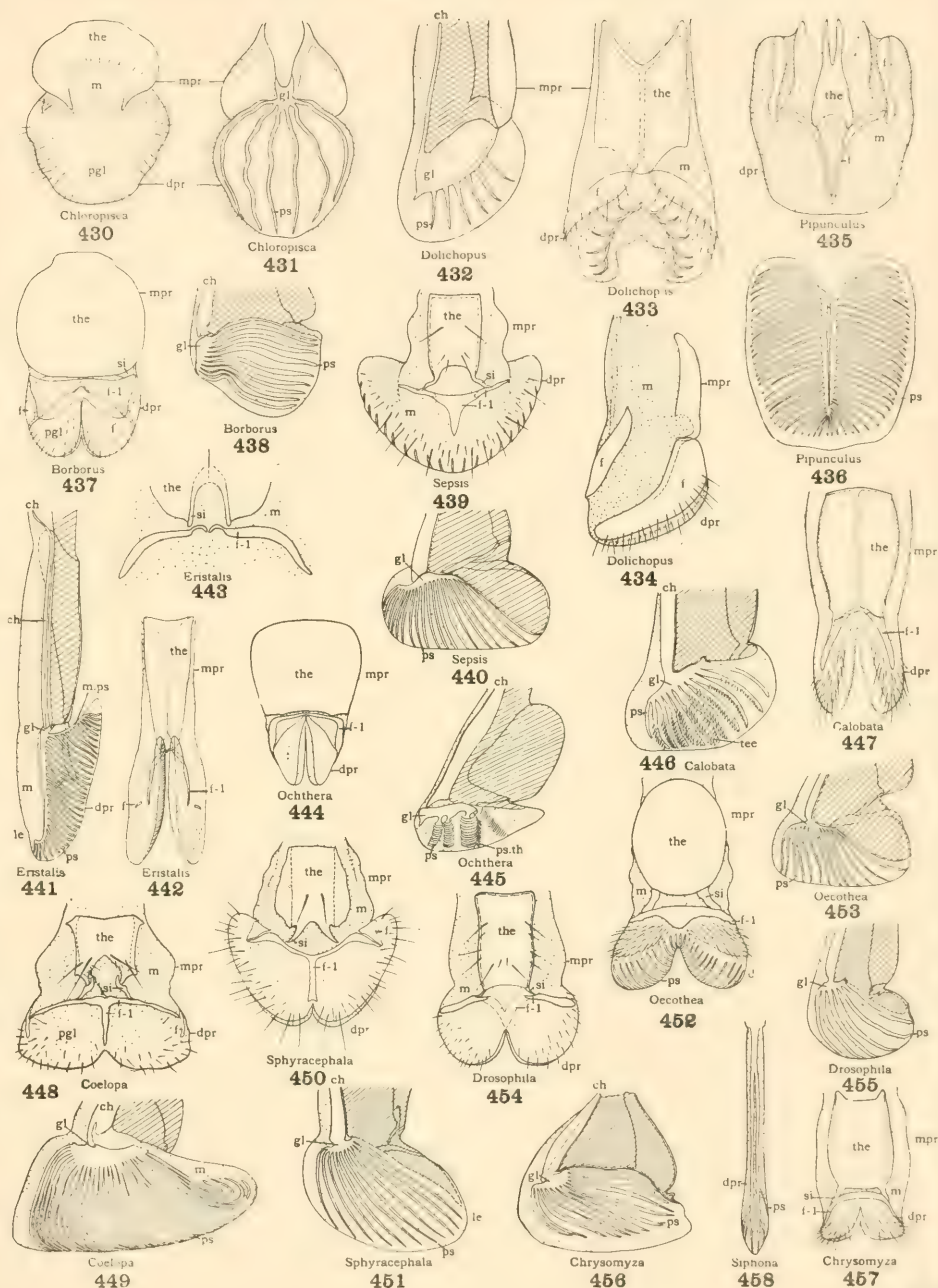 the
m
mpr
pgl
dpr
Chloropisca
430
gl
ps
Chloropisca
431
ch
mpr
gl
ps
Dolichopus
432
the
m
f
f
dpr
Dolichopus
433
the
f
m
f
dpr
Pipunculus
435
mpr
the
si
f-1
f
dpr
pgl
f
Borborus
437
ch
gl
ps
Borborus
438
the
mpr
si
dpr
f
m
f-1
Sepsis
439
m
mpr
f
f
dpr
Dolichopus
434
ps
Pipunculus
436
the
m
si
f-1
Eristalis
443
gl
ps
Sepsis
440
ch
ch
m.ps
gl
m
dpr
le
ps
Eristalis
441
the
mpr
f
f-1
Eristalis
442
the
mpr
f-1
dpr
Ochthera
444
ch
gl
ps
ps.th
Ochthera
445
ch
gl
ps
tee
446 Calobata
the
mpr
f-1
dpr
Calobata
447
the
m
mpr
si
f-1
pgl
f
dpr
448 Coelopa
the
mpr
m
f
si
f-1
dpr
Sphyracephala
450
the
mpr
m
si
f-1
dpr
Drosophila
454
the
mpr
m
si
f-1
ps
d
Oecothea
452
gl
ps
Oecothea
453
gl
ps
Drosophila
455
ch
gl
m
ps
Coelopa
449
ch
gl
le
ps
Sphyracephala
451
ch
gl
ps
Chrysomyza
456
dpr
ps
Siphona
458
the
mpr
m
si
f-1
dpr
Chrysomyza
457